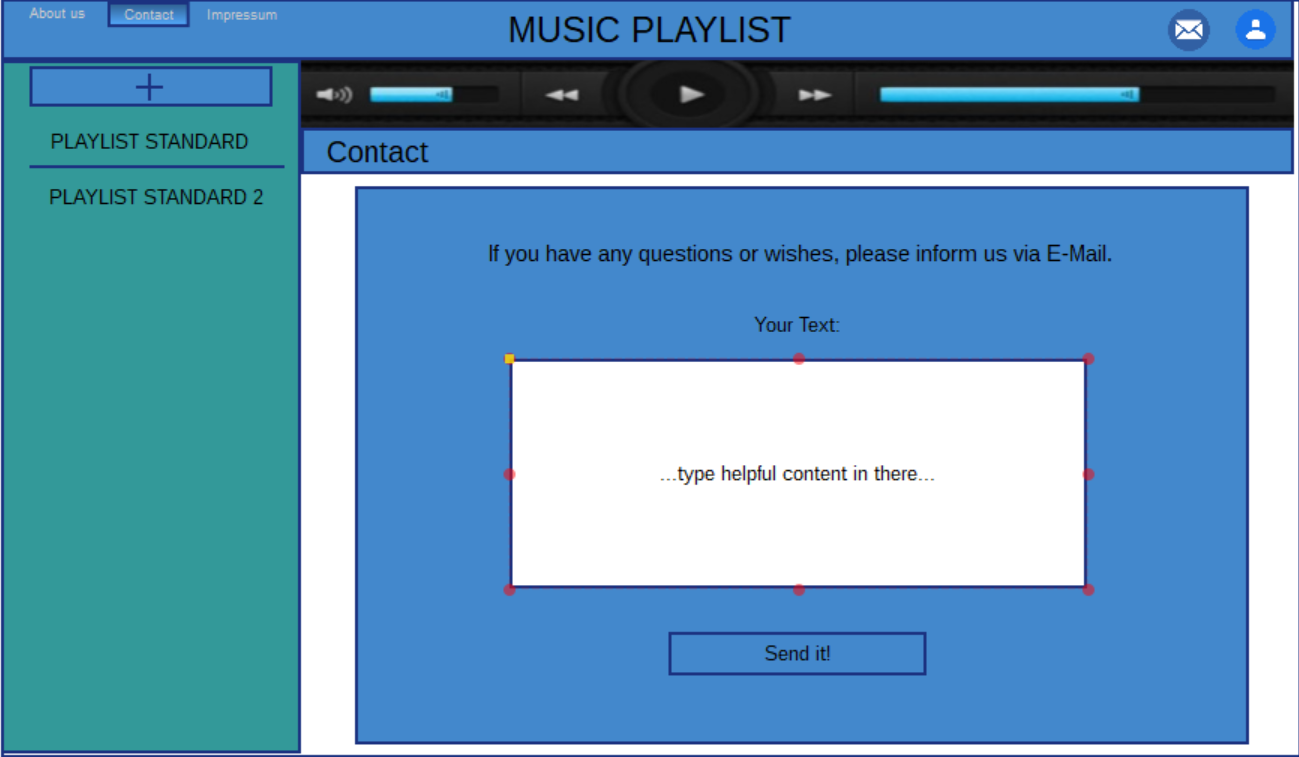 About us Contact Impressum
MUSIC PLAYLIST
PLAYLIST STANDARD
PLAYLIST STANDARD 2
Contact
If you have any questions or wishes, please inform us via E-Mail.
Your Text:
...type helpful content in there...
Send it!